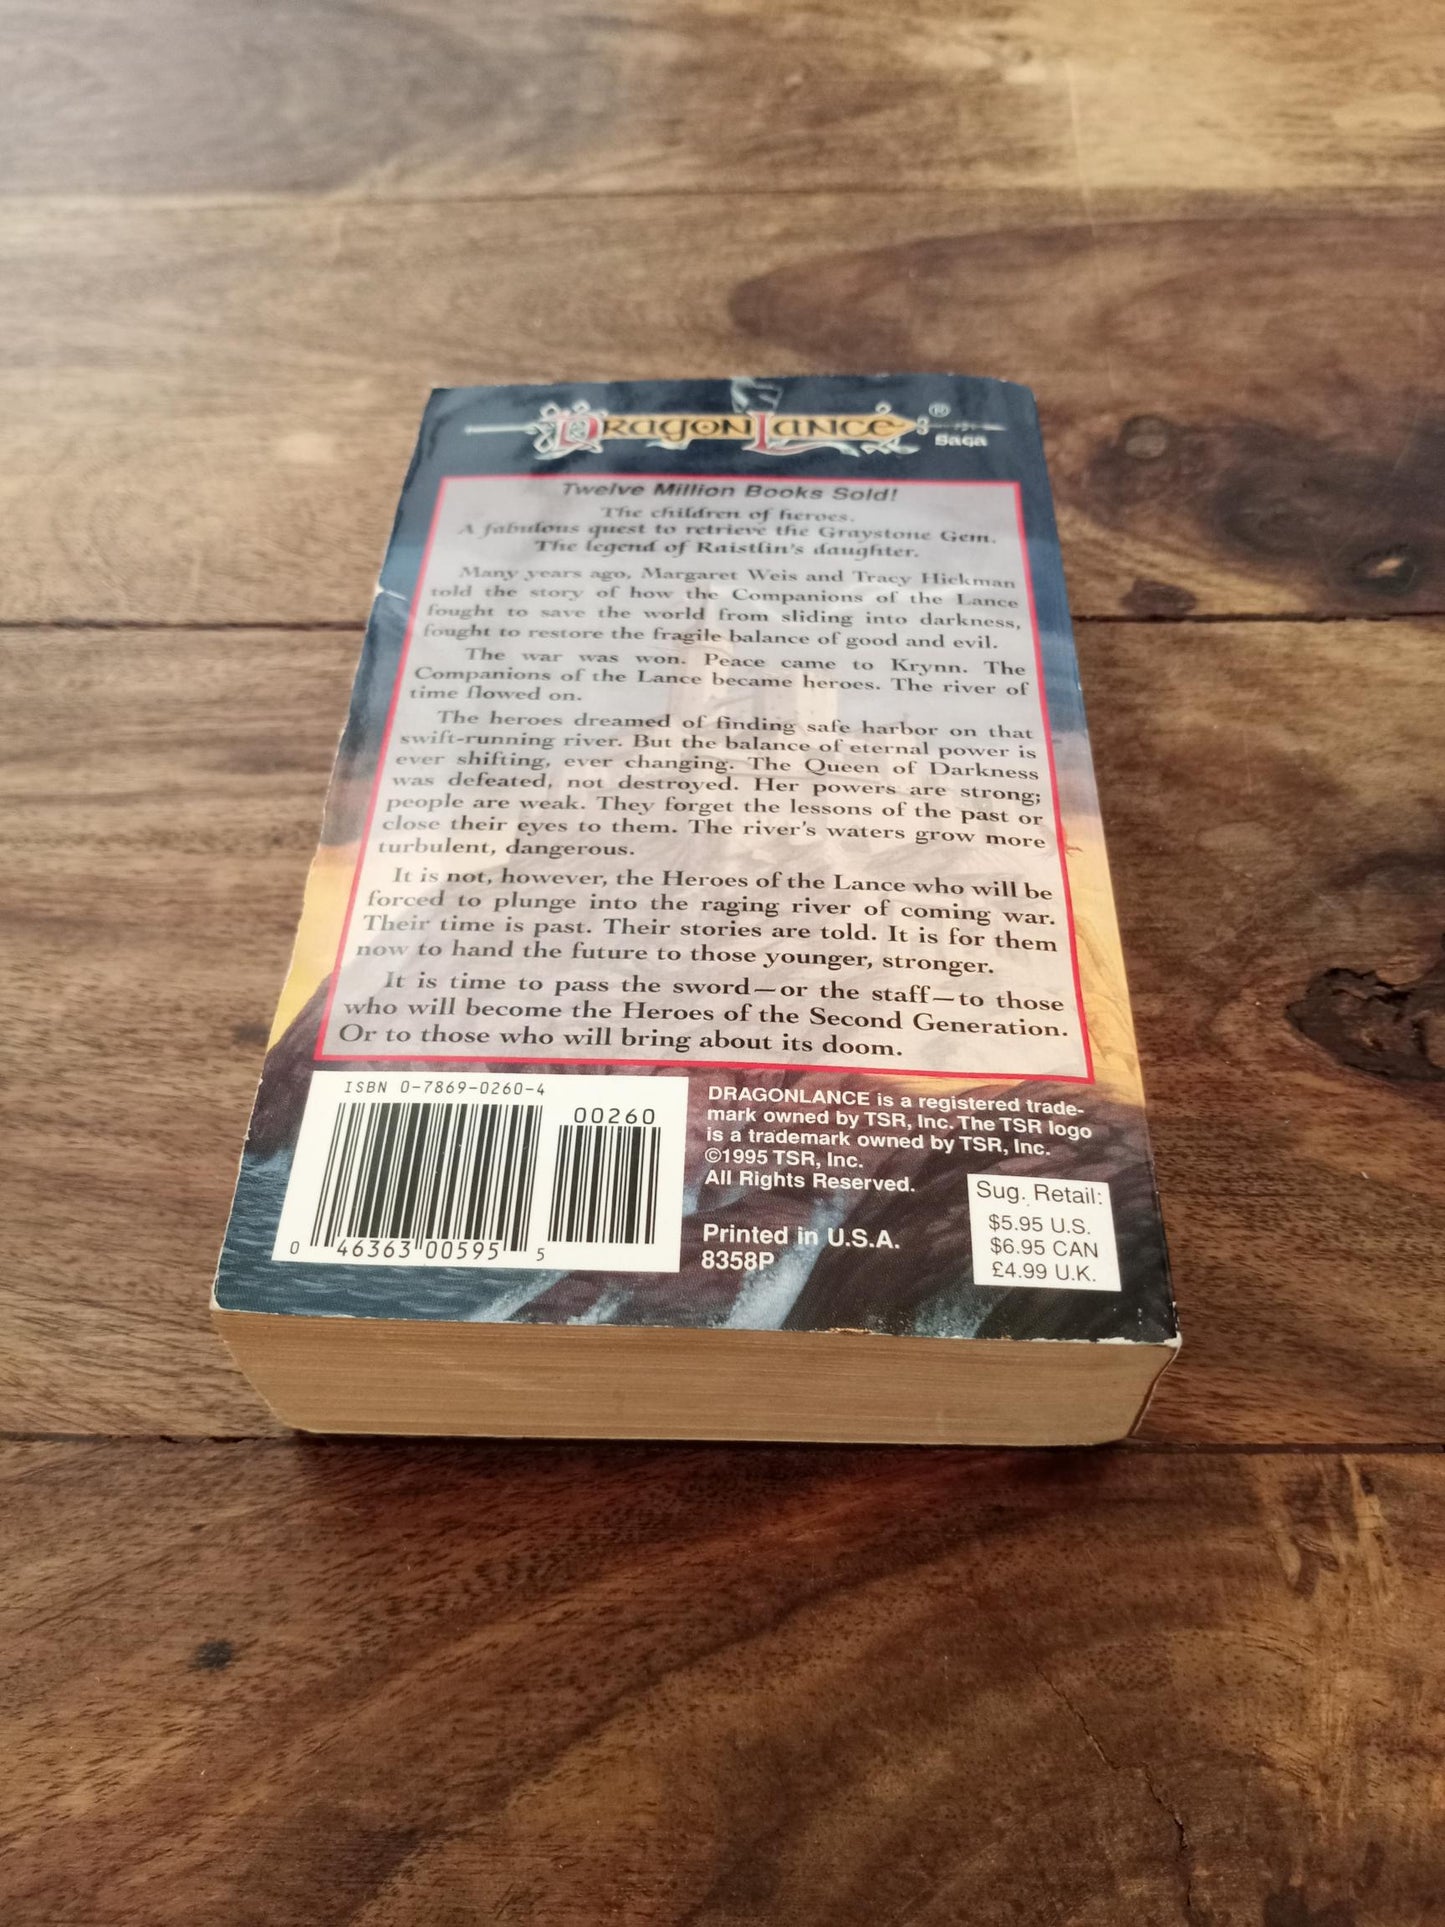 DRAGONLANCE®
Saga
Twelve Million Books Sold!
The children of heroes.
A fabulous quest to retrieve the Graystone Gem.
The legend of Raistlin's daughter.
Many years ago, Margaret Weis and Tracy Hickman
told the story of how the Companions of the Lance
fought to save the world from sliding into darkness,
fought to restore the fragile balance of good and evil.
The war was won. Peace came to Krynn. The
Companions of the Lance became heroes. The river of
time flowed on.
The heroes dreamed of finding safe harbor on that
swift-running river. But the balance of eternal power is
ever shifting, ever changing. The Queen of Darkness
was defeated, not destroyed. Her powers are strong;
people are weak. They forget the lessons of the past or
close their eyes to them. The river's waters grow more
turbulent, dangerous.
It is not, however, the Heroes of the Lance who will be
forced to plunge into the raging river of coming war.
Their time is past. Their stories are told. It is for them
now to hand the future to those younger, stronger.
It is time to pass the sword—or the staff—to those
who will become the Heroes of the Second Generation.
Or to those who will bring about its doom.
ISBN 0-7869-0260-4
00260
0 46363 00595 5
DRAGONLANCE is a registered trade-
mark owned by TSR, Inc. The TSR logo
is a trademark owned by TSR, Inc.
©1995 TSR, Inc.
All Rights Reserved.
Printed in U.S.A.
8358P
Sug. Retail:
$5.95 U.S.
$6.95 CAN
£4.99 U.K.